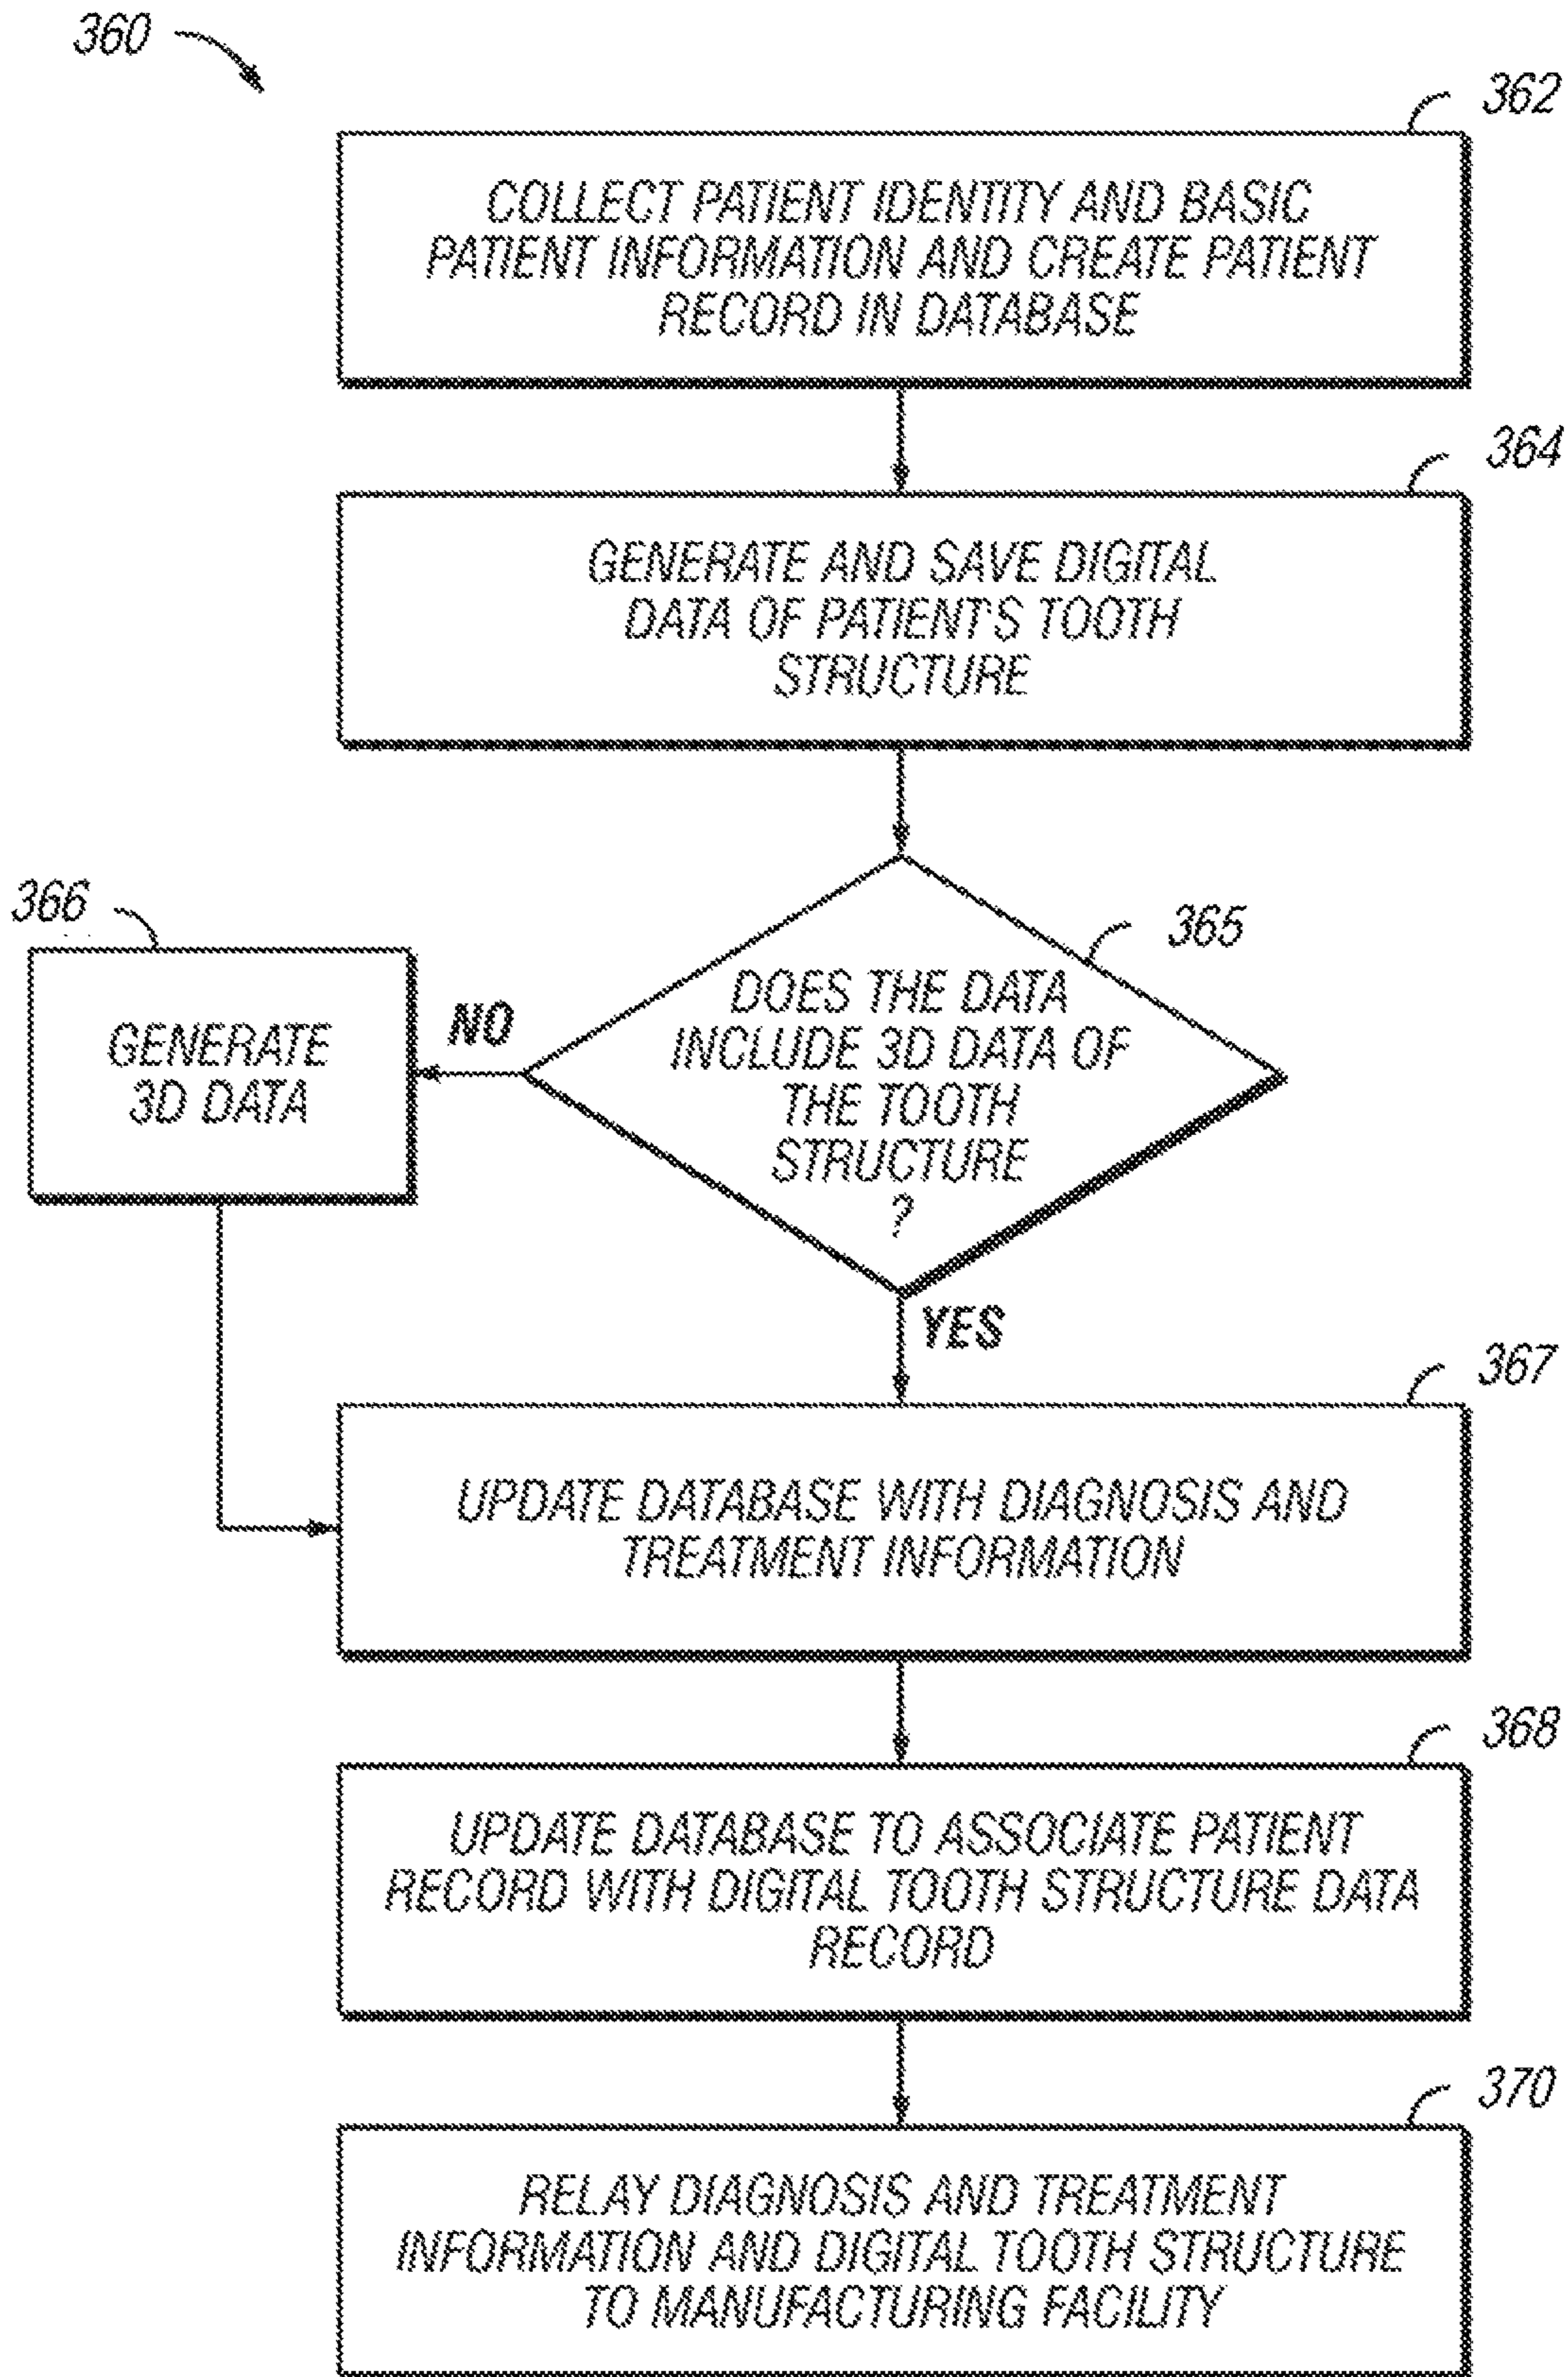 360
362
COLLECT PATIENT IDENTITY AND BASIC
PATIENT INFORMATION AND CREATE PATIENT
RECORD IN DATABASE
364
GENERATE AND SAVE DIGITAL
DATA OF PATIENT'S TOOTH
STRUCTURE
366
365
GENERATE
3D DATA
NO
DOES THE DATA
INCLUDE 3D DATA OF
THE TOOTH
STRUCTURE
?
YES
367
UPDATE DATABASE WITH DIAGNOSIS AND
TREATMENT INFORMATION
368
UPDATE DATABASE TO ASSOCIATE PATIENT
RECORD WITH DIGITAL TOOTH STRUCTURE DATA
RECORD
370
RELAY DIAGNOSIS AND TREATMENT
INFORMATION AND DIGITAL TOOTH STRUCTURE
TO MANUFACTURING FACILITY